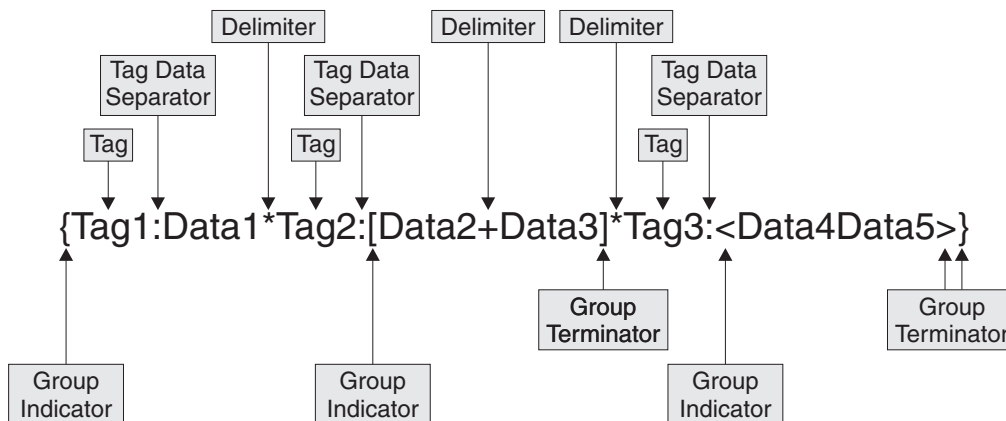 Delimiter Delimiter Delimiter
Tag Data Separator Tag Data Separator Tag Data Separator
Tag Tag Tag
{Tag1:Data1*Tag2:[Data2+Data3]*Tag3:<Data4Data5>}
Group Terminator Group Terminator
Group Indicator Group Indicator Group Indicator